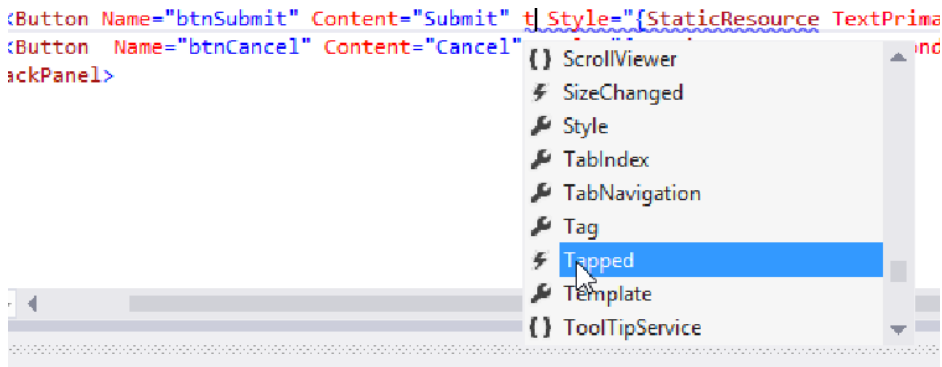 <Button Name="btnSubmit" Content="Submit" t Style="{StaticResource TextPrima
<Button Name="btnCancel" Content="Cancel"
ackPanel>
{} ScrollViewer
SizeChanged
Style
TabIndex
TabNavigation
Tag
Tapped
Template
{} ToolTipService